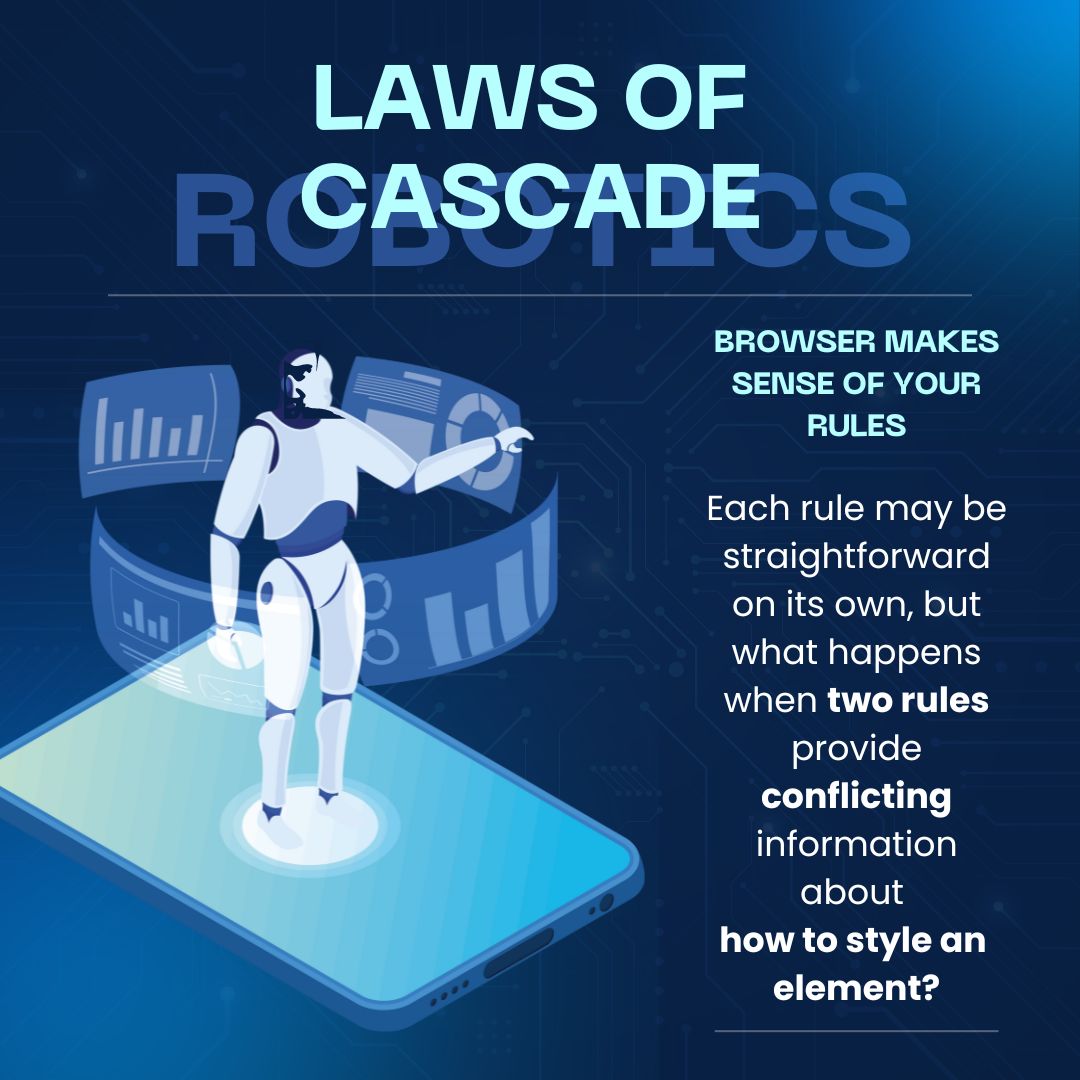 LAWS OF
CASCADE
ROBOTICS
BROWSER MAKES
SENSE OF YOUR
RULES
Each rule may be
straightforward
on its own, but
what happens
when two rules
provide
conflicting
information
about
how to style an
element?